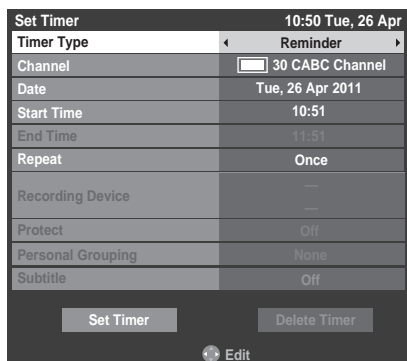 Set Timer 10:50 Tue, 26 Apr
Timer Type Reminder
Channel 30 CABC Channel
Date Tue, 26 Apr 2011
Start Time 10:51
End Time 11:51
Repeat Once
Recording Device —
—
Protect Off
Personal Grouping None
Subtitle Off
Set Timer Delete Timer
Edit